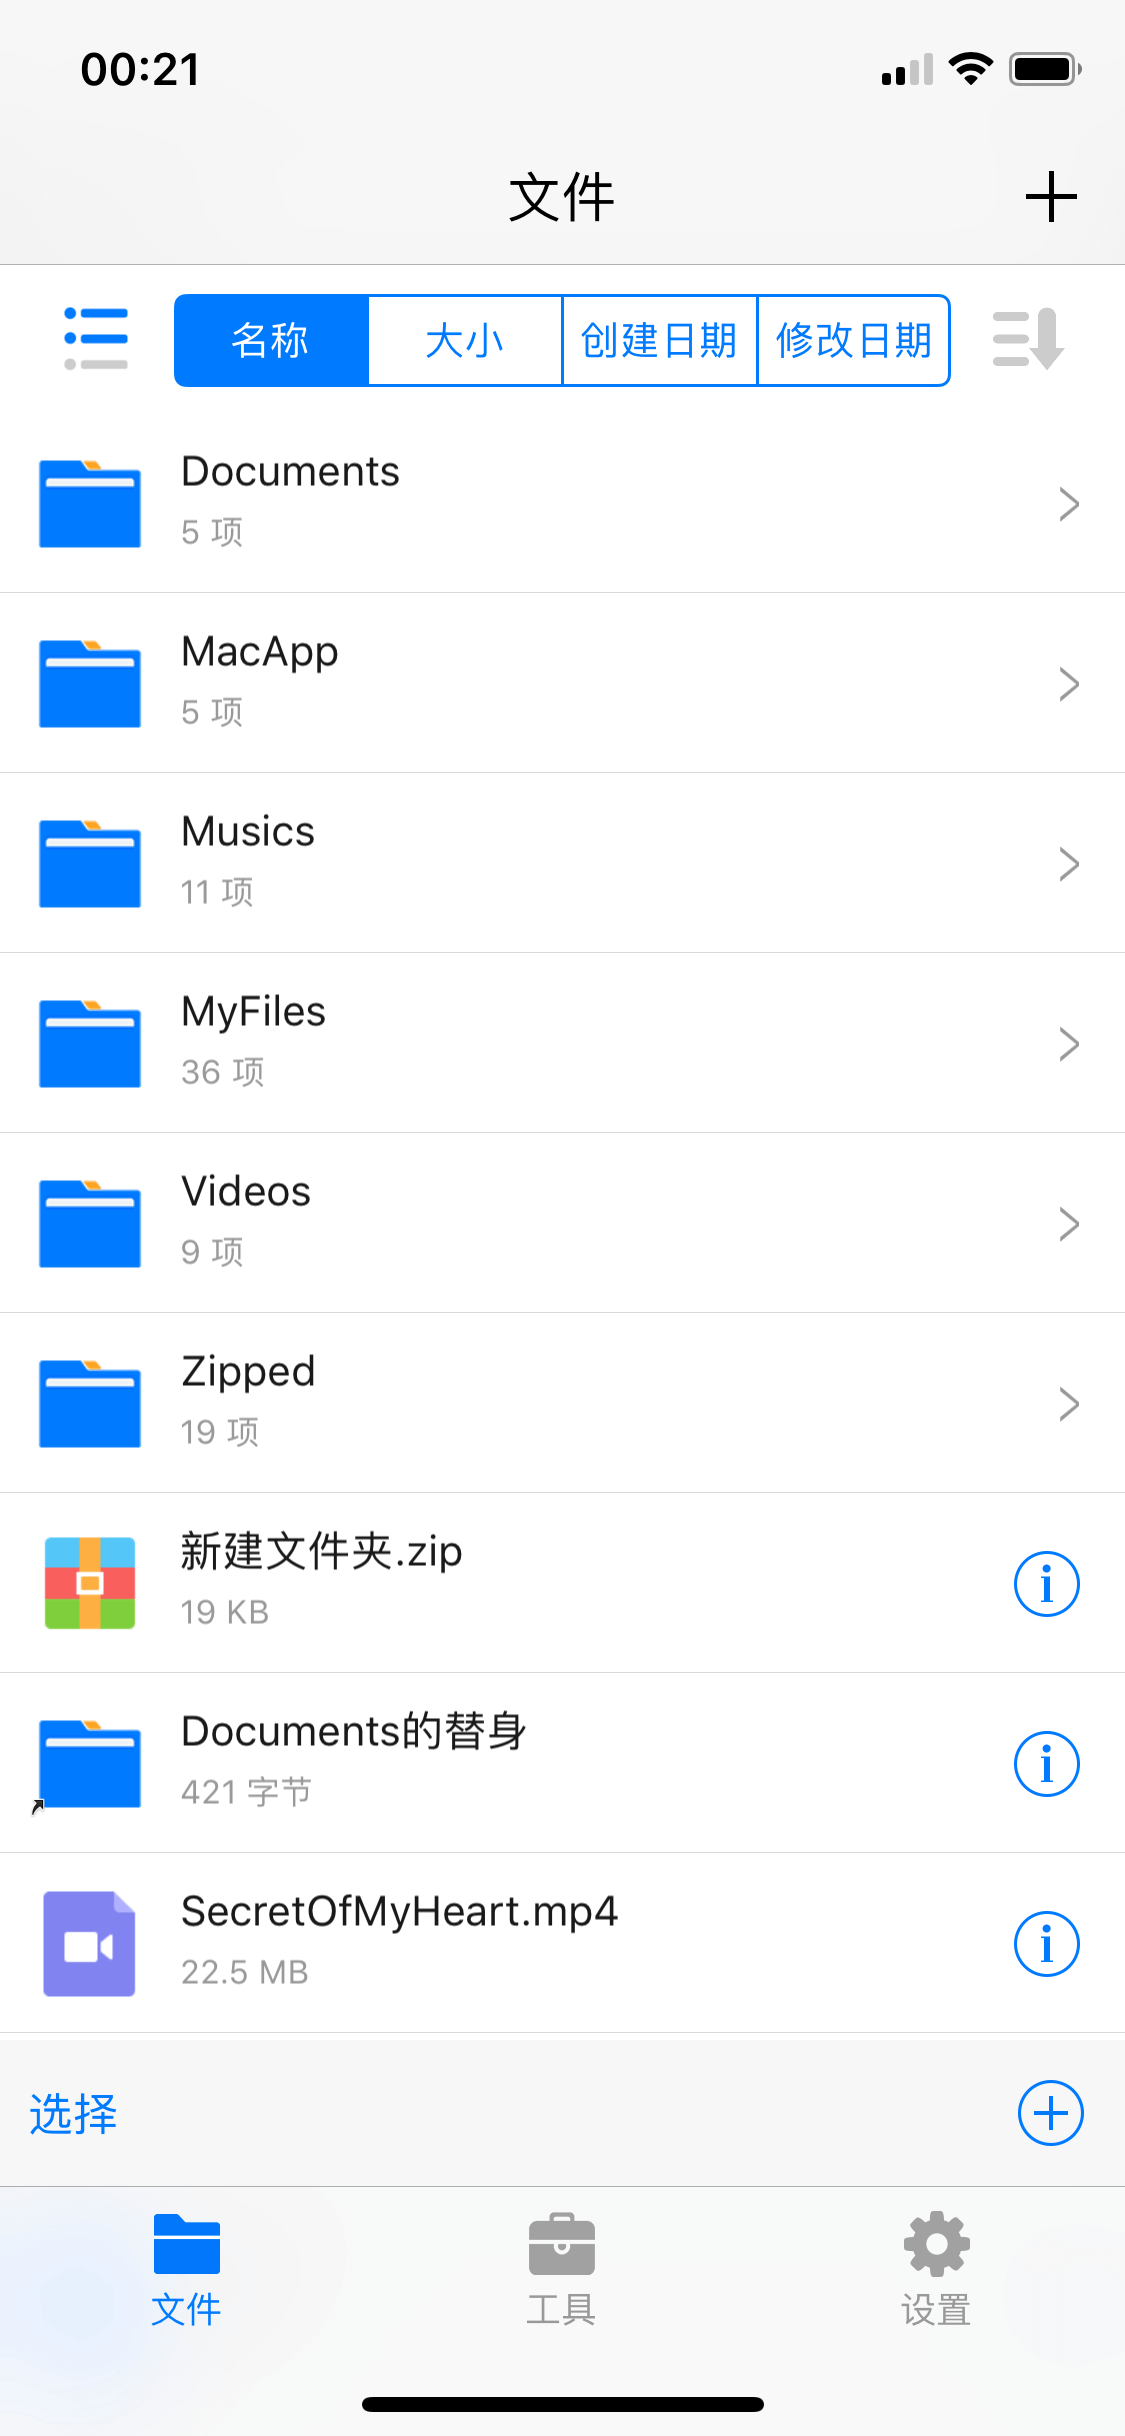 00:21
文件
名称 大小 创建日期 修改日期
Documents
5 项
MacApp
5 项
Musics
11 项
MyFiles
36 项
Videos
9 项
Zipped
19 项
新建文件夹.zip
19 KB
Documents的替身
421 字节
SecretOfMyHeart.mp4
22.5 MB
选择
文件 工具 设置